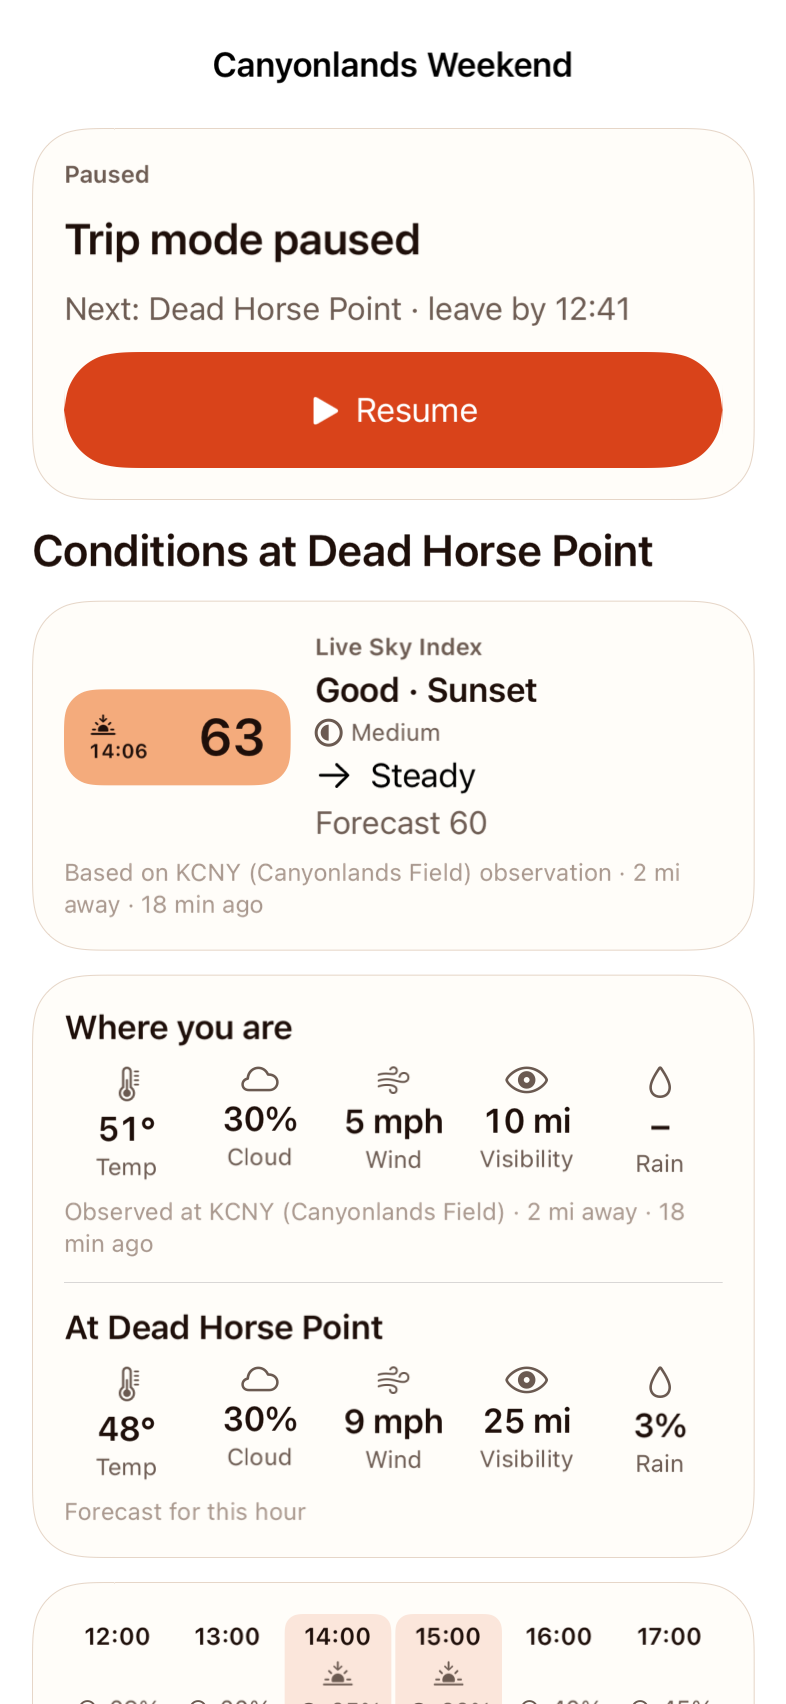 Canyonlands Weekend
Paused
Trip mode paused
Next: Dead Horse Point · leave by 12:41
Resume
Conditions at Dead Horse Point
Live Sky Index
Good · Sunset
14:06
63
Medium
Steady
Forecast 60
Based on KCNY (Canyonlands Field) observation · 2 mi
away · 18 min ago
Where you are
51° 30% 5 mph 10 mi –
Temp Cloud Wind Visibility Rain
Observed at KCNY (Canyonlands Field) · 2 mi away · 18
min ago
At Dead Horse Point
48° 30% 9 mph 25 mi 3%
Temp Cloud Wind Visibility Rain
Forecast for this hour
12:00 13:00 14:00 15:00 16:00 17:00